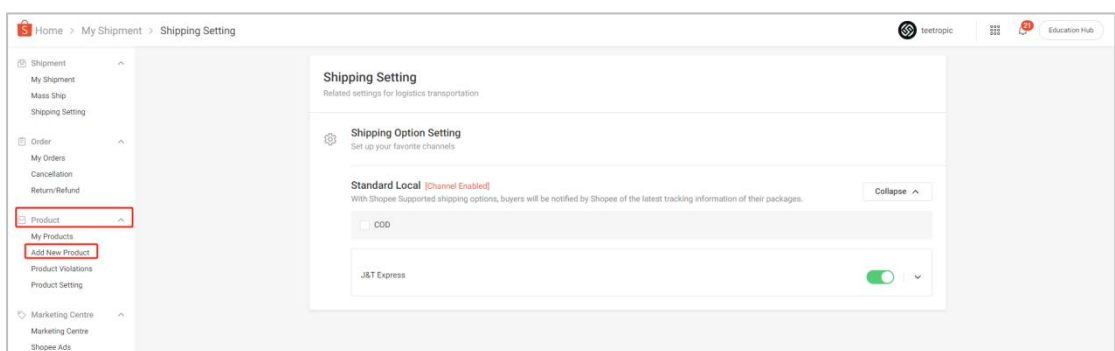 S Home > My Shipment > Shipping Setting
teetropic
21
Education Hub
Shipment
My Shipment
Mass Ship
Shipping Setting
Order
My Orders
Cancellation
Return/Refund
Product
My Products
Add New Product
Product Violations
Product Setting
Marketing Centre
Marketing Centre
Shopee Ads
Shipping Setting
Related settings for logistics transportation
Shipping Option Setting
Set up your favorite channels
Standard Local [Channel Enabled]
With Shopee Supported shipping options, buyers will be notified by Shopee of the latest tracking information of their packages.
Collapse
COD
J&T Express